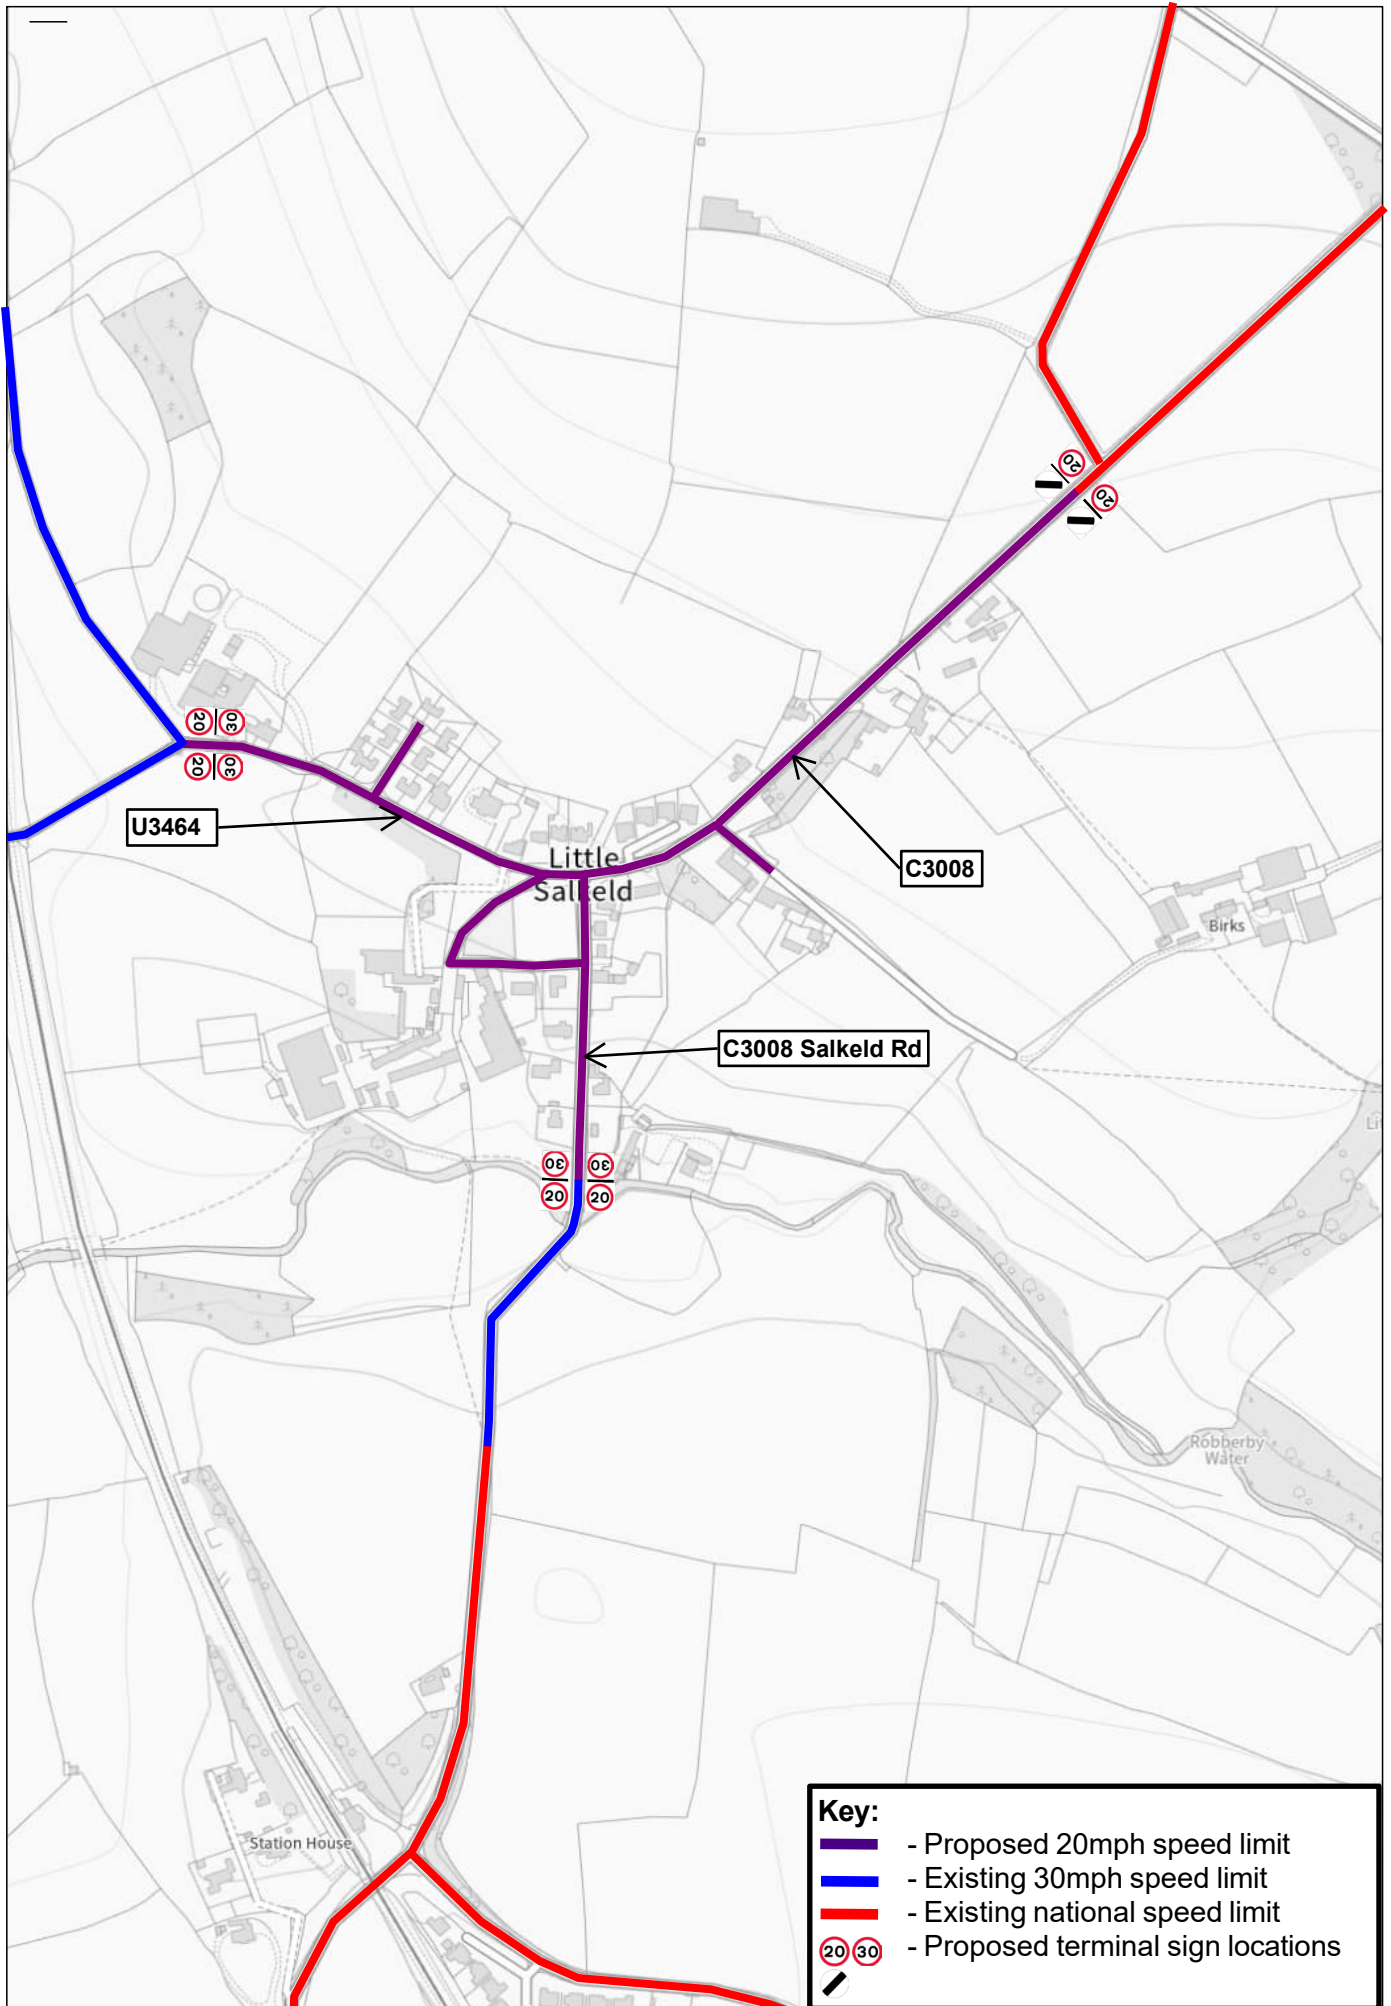 20
20
20 30
20 30
U3464
Little
Salkeld
C3008
Birks
C3008 Salkeld Rd
Li
30 30
20 20
Robberby
Water
Station House
Key:
- Proposed 20mph speed limit
- Existing 30mph speed limit
- Existing national speed limit
20 30 - Proposed terminal sign locations